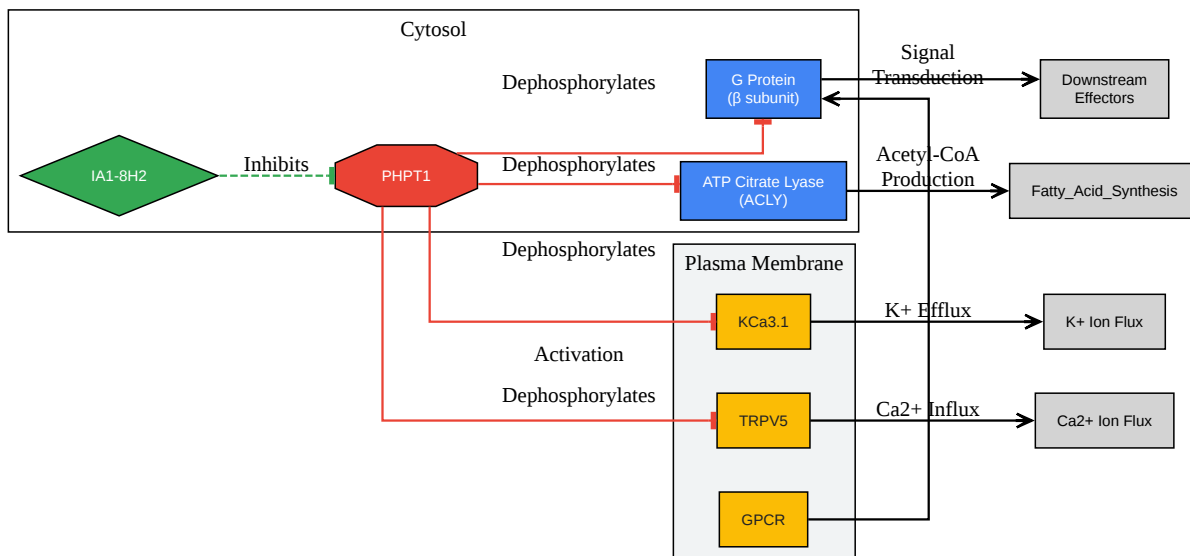 Cytosol
Signal
Transduction
Dephosphorylates
G Protein
(β subunit)
Downstream
Effectors
IA1-8H2
Inhibits
PHPT1
Dephosphorylates
ATP Citrate Lyase
(ACLY)
Acetyl-CoA
Production
Fatty_Acid_Synthesis
Dephosphorylates
Plasma Membrane
KCa3.1
K+ Efflux
K+ Ion Flux
Activation
Dephosphorylates
TRPV5
Ca2+ Influx
Ca2+ Ion Flux
GPCR